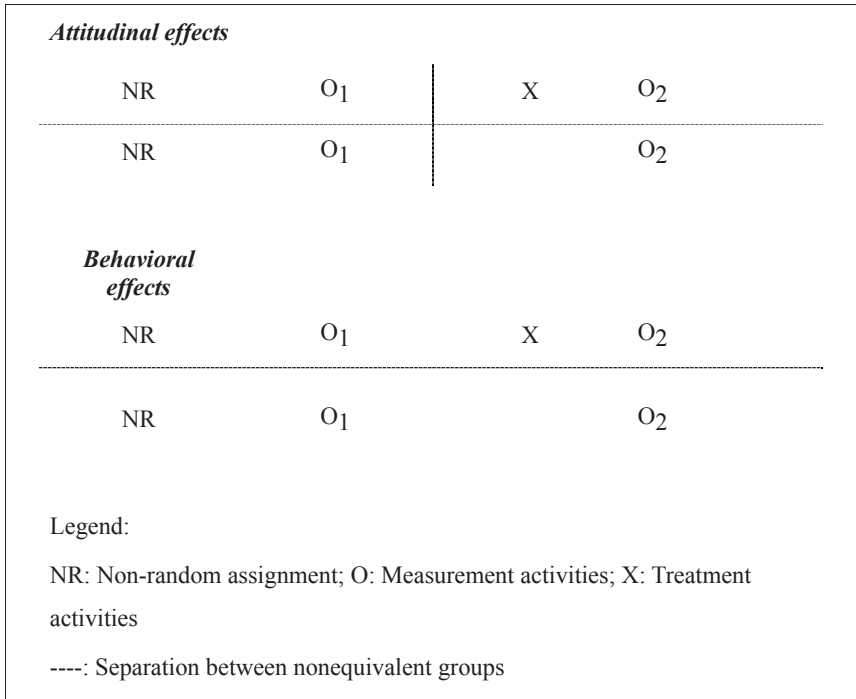 Attitudinal effects
NR O1 X O2
NR O1 O2
Behavioral
effects
NR O1 X O2
NR O1 O2
Legend:
NR: Non-random assignment; O: Measurement activities; X: Treatment
activities
----: Separation between nonequivalent groups